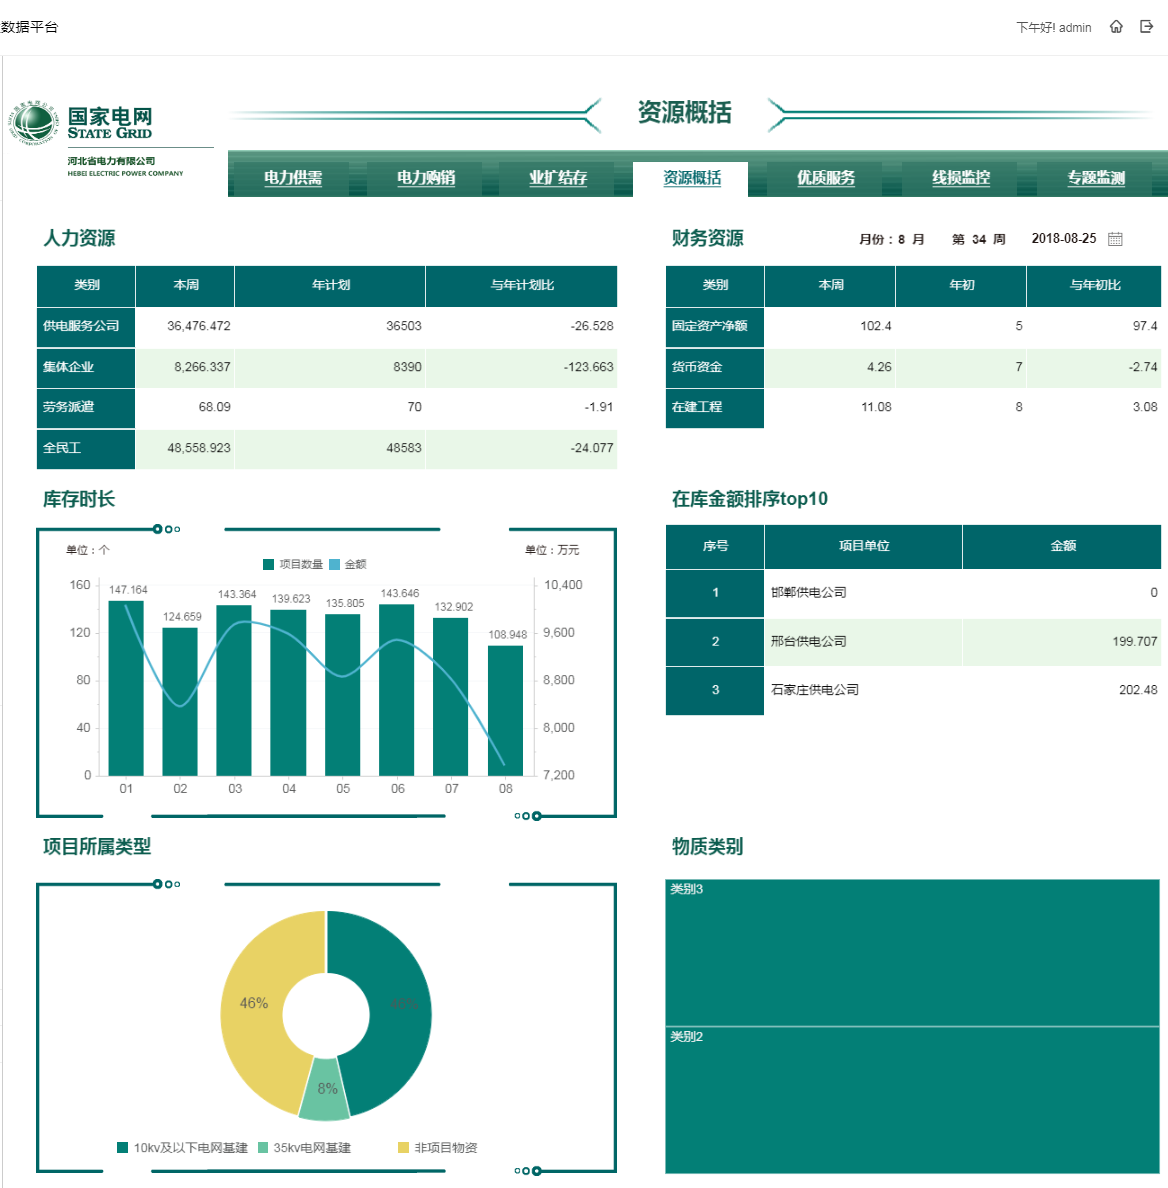 数据平台
下午好! admin
国家电网
STATE GRID
河北省电力有限公司
HEBEI ELECTRIC POWER COMPANY
资源概括
电力供需 电力购销 业扩结存 资源概括 优质服务 线损监控 专题监测
人力资源
类别 本周 年计划 与年计划比
供电服务公司 36,476.472 36503 -26.528
集体企业 8,266.337 8390 -123.663
劳务派遣 68.09 70 -1.91
全民工 48,558.923 48583 -24.077
财务资源
月份：8 月 第 34 周 2018-08-25
类别 本周 年初 与年初比
固定资产净额 102.4 5 97.4
货币资金 4.26 7 -2.74
在建工程 11.08 8 3.08
库存时长
单位：个 单位：万元
项目数量 金额
160 120 80 40 0
147.164 124.659 143.364 139.623 135.805 143.646 132.902 108.948
10,400 9,600 8,800 8,000 7,200
01 02 03 04 05 06 07 08
在库金额排序top10
序号 项目单位 金额
1 邯郸供电公司 0
2 邢台供电公司 199.707
3 石家庄供电公司 202.48
项目所属类型
46%
8%
10kv及以下电网基建 35kv电网基建 非项目物资
物质类别
类别3
类别2